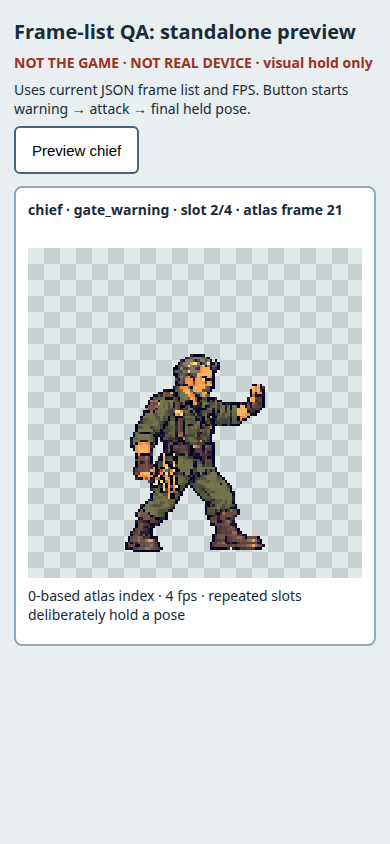 Frame-list QA: standalone preview
NOT THE GAME · NOT REAL DEVICE · visual hold only
Uses current JSON frame list and FPS. Button starts
warning → attack → final held pose.
Preview chief
chief · gate_warning · slot 2/4 · atlas frame 21
0-based atlas index · 4 fps · repeated slots
deliberately hold a pose